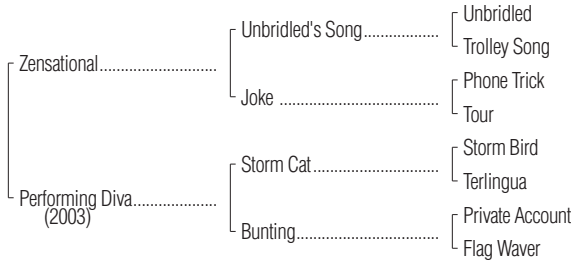 Unbridled
Unbridled's Song....................
Trolley Song
Zensational..............................
Phone Trick
Joke ..........................................
Tour
Storm Bird
Storm Cat.................................
Terlingua
Performing Diva.....................
(2003)
Private Account
Bunting.....................................
Flag Waver